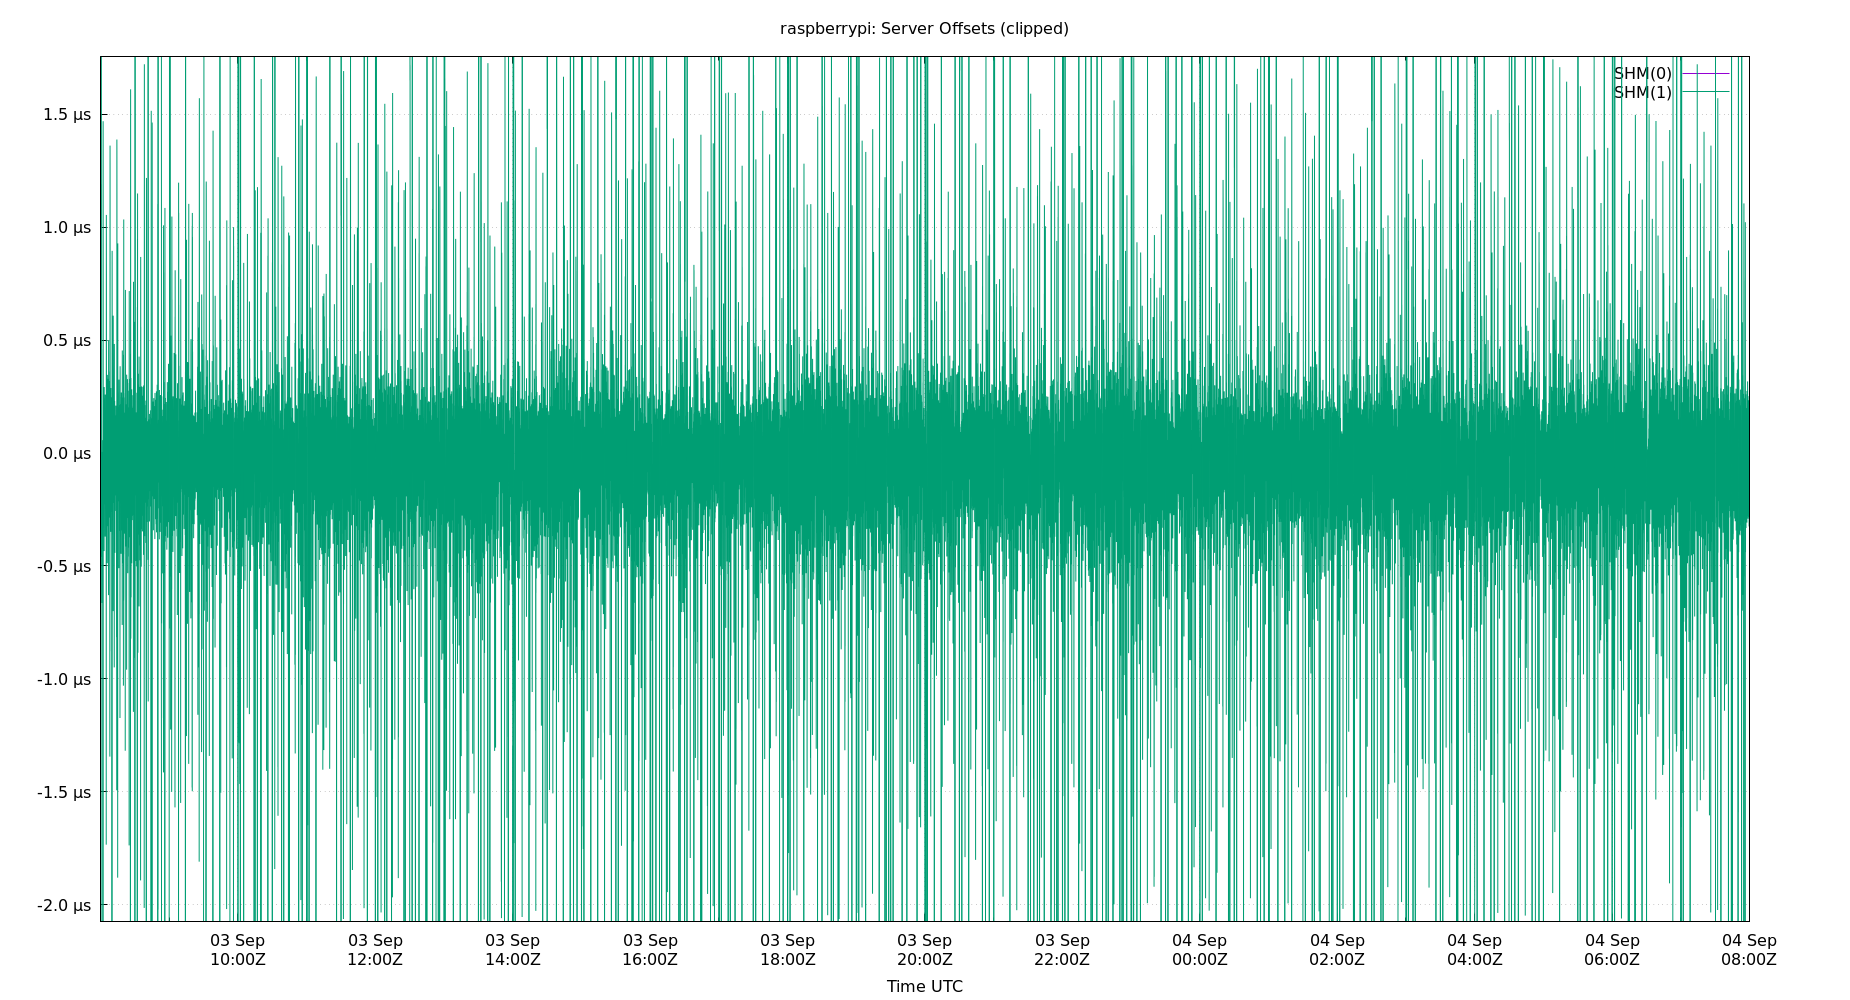 raspberrypi: Server Offsets (clipped)
SHM(0)
SHM(1)
1.5 µs
1.0 µs
0.5 µs
0.0 µs
-0.5 µs
-1.0 µs
-1.5 µs
-2.0 µs
03 Sep 03 Sep 03 Sep 03 Sep 03 Sep 03 Sep 03 Sep 04 Sep 04 Sep 04 Sep 04 Sep 04 Sep
10:00Z 12:00Z 14:00Z 16:00Z 18:00Z 20:00Z 22:00Z 00:00Z 02:00Z 04:00Z 06:00Z 08:00Z
Time UTC